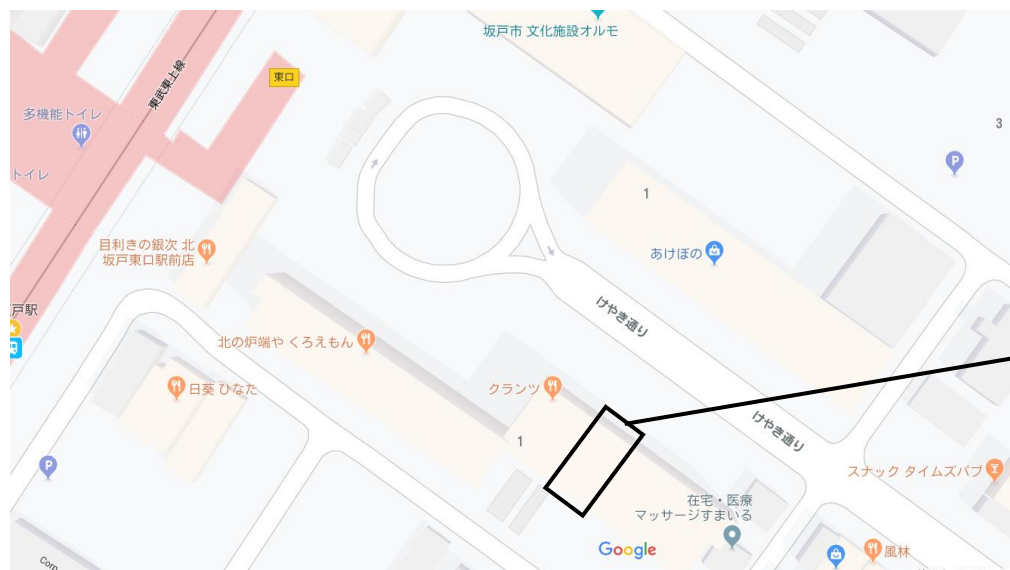 坂戸市 文化施設オルモ
東武東上線
東口
多機能トイレ
トイレ
3
P
1
目利きの銀次 北
坂戸東口駅前店
あけぼの
戸駅
けやき通り
北の炉端や くろえもん
日葵 ひなた
クランツ
1
けやき通り
P
スナック タイムズパブ
在宅・医療
マッサージすまいる
Google
風林
Corp